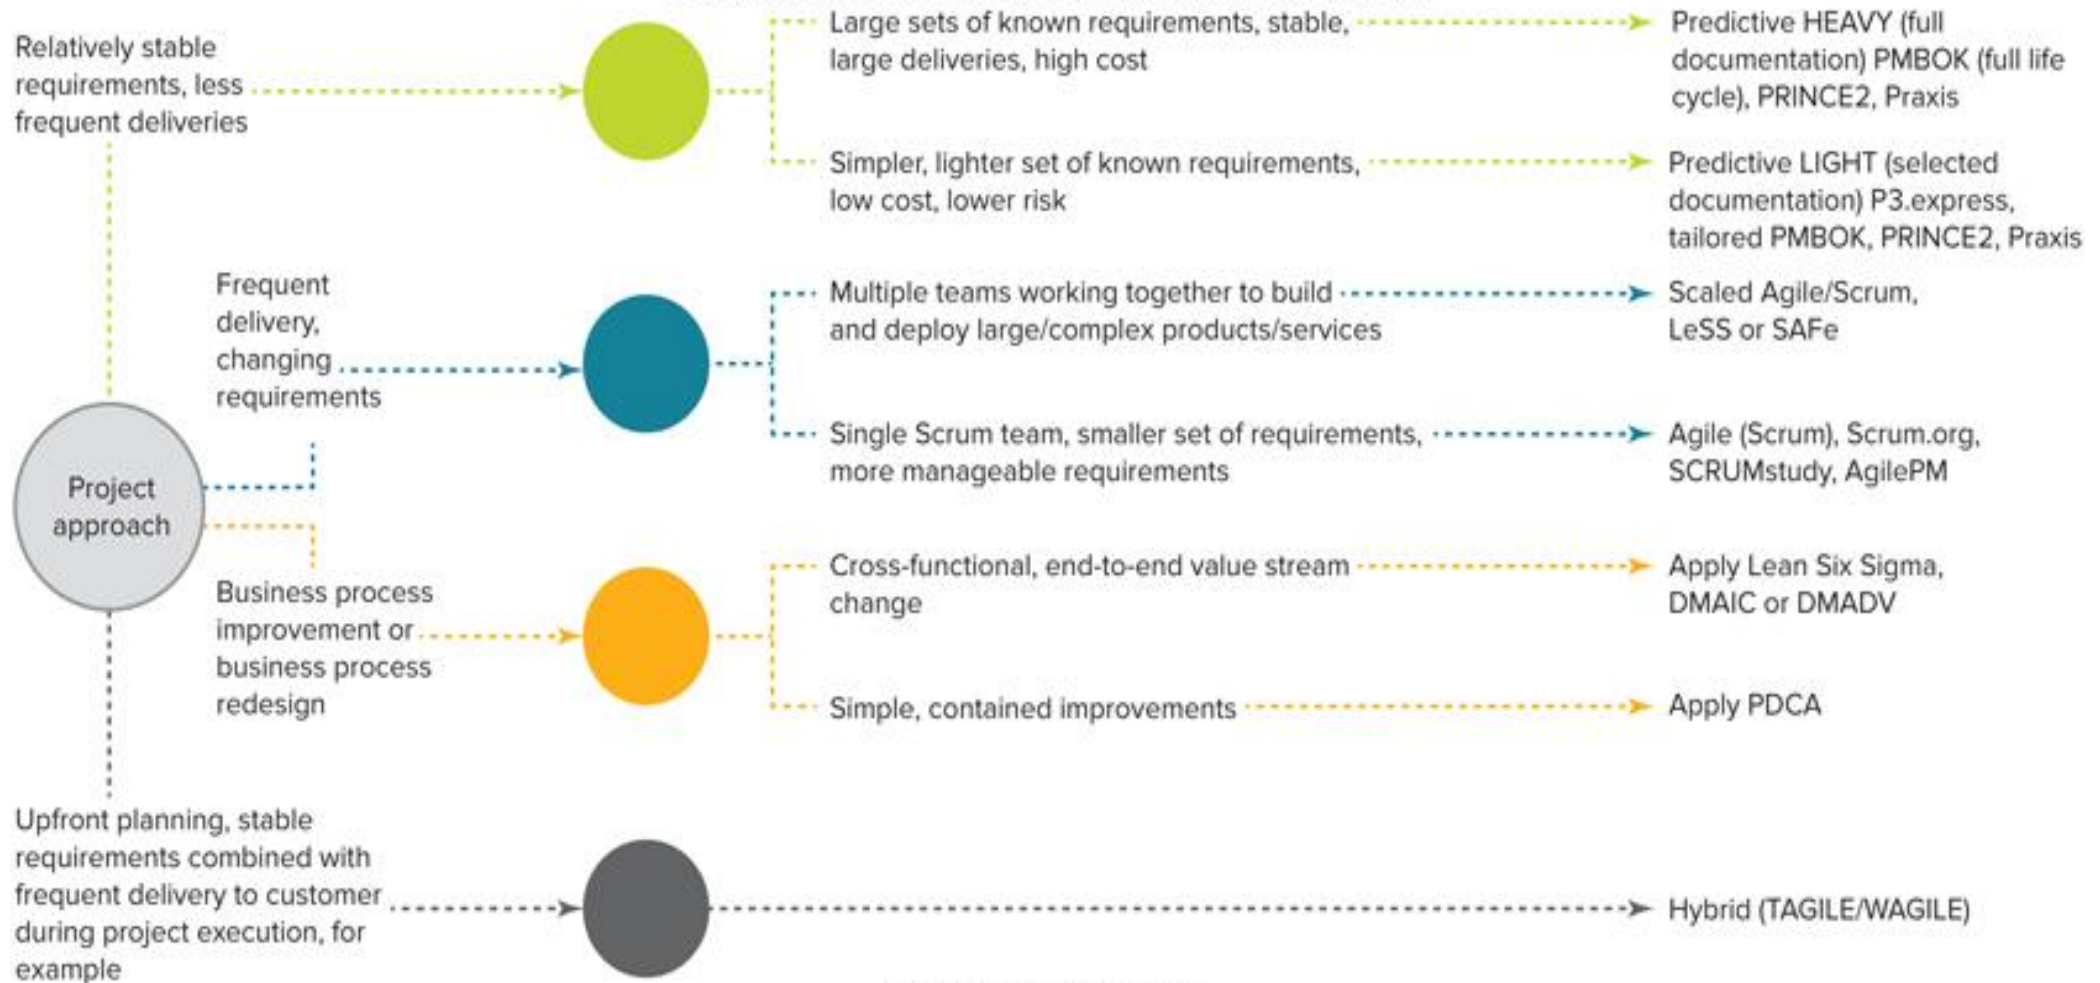 Relatively stable
requirements, less
frequent deliveries
Large sets of known requirements, stable,
large deliveries, high cost
Predictive HEAVY (full
documentation) PMBOK (full life
cycle), PRINCE2, Praxis
Simpler, lighter set of known requirements,
low cost, lower risk
Predictive LIGHT (selected
documentation) P3.express,
tailored PMBOK, PRINCE2, Praxis
Frequent
delivery,
changing
requirements
Multiple teams working together to build
and deploy large/complex products/services
Scaled Agile/Scrum,
LeSS or SAFe
Single Scrum team, smaller set of requirements,
more manageable requirements
Agile (Scrum), Scrum.org,
SCRUMstudy, AgilePM
Project
approach
Business process
improvement or
business process
redesign
Cross-functional, end-to-end value stream
change
Apply Lean Six Sigma,
DMAIC or DMADV
Simple, contained improvements
Apply PDCA
Upfront planning, stable
requirements combined with
frequent delivery to customer
during project execution, for
example
Hybrid (TAGILE/WAGILE)